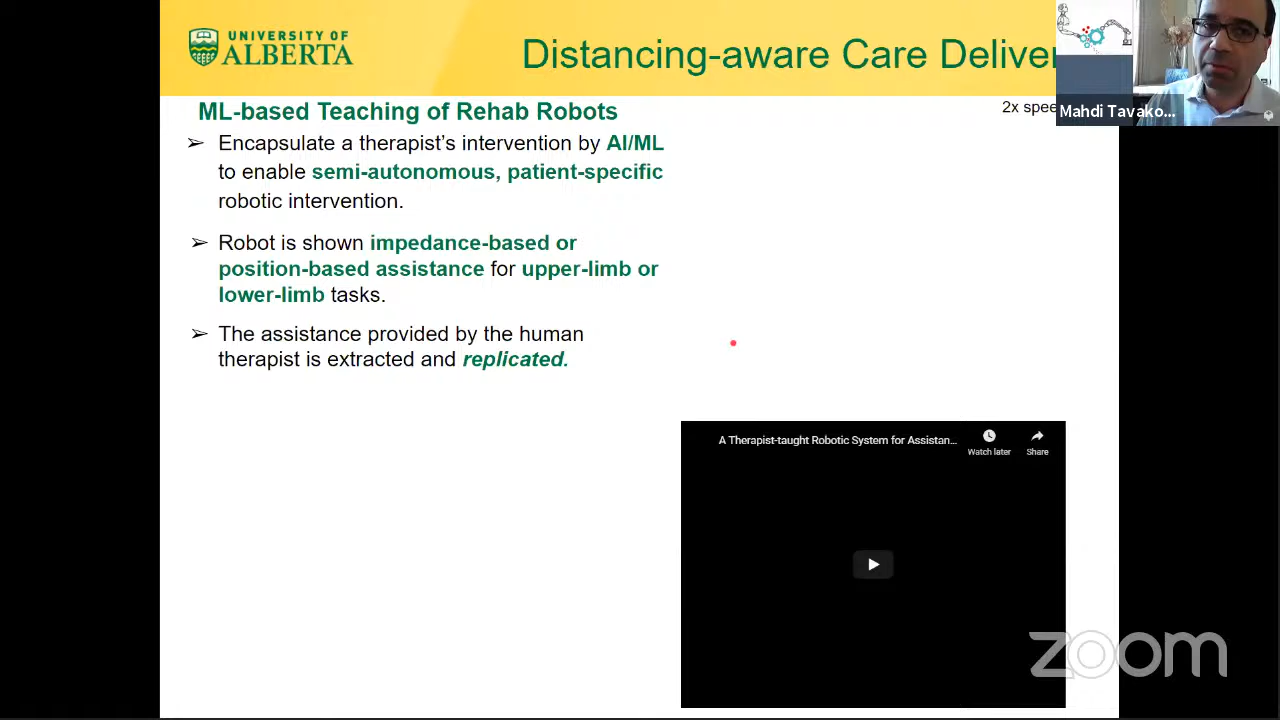 UNIVERSITY OF
ALBERTA
Distancing-aware Care Deliver
2x spee
Mahdi Tavako...
ML-based Teaching of Rehab Robots
➢ Encapsulate a therapist's intervention by AI/ML
to enable semi-autonomous, patient-specific
robotic intervention.
➢ Robot is shown impedance-based or
position-based assistance for upper-limb or
lower-limb tasks.
➢ The assistance provided by the human
therapist is extracted and replicated.
A Therapist-taught Robotic System for Assistan...
Watch later
Share
zoom